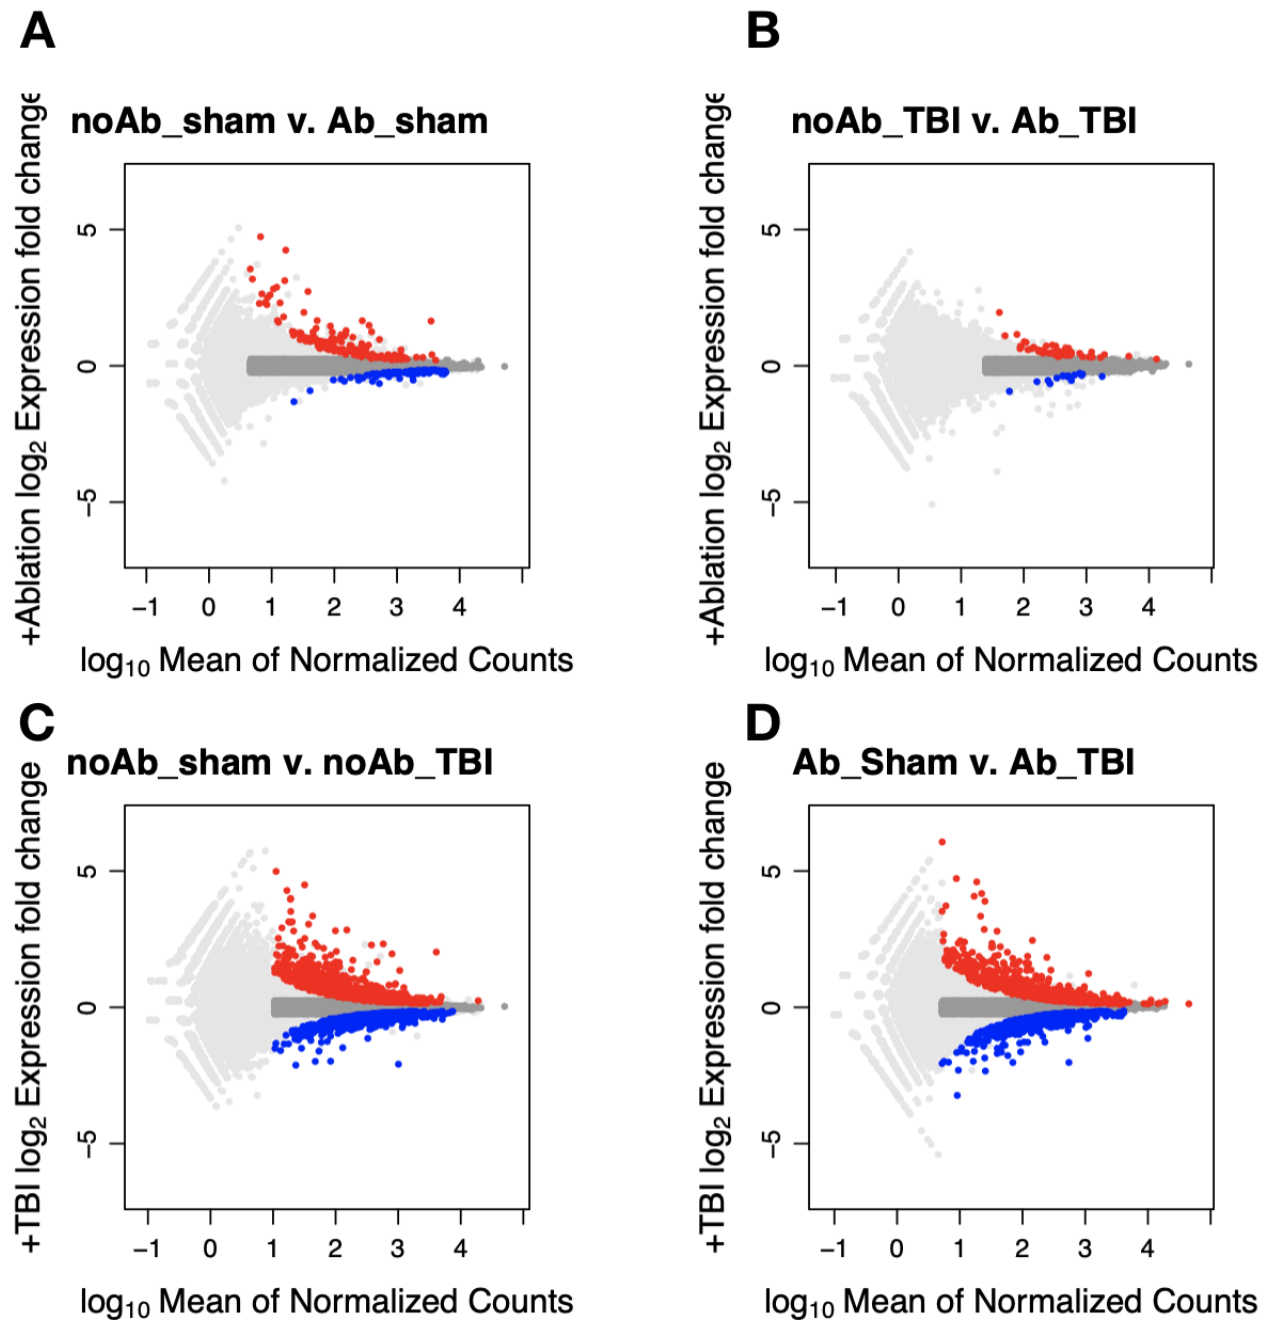 A
noAb_sham v. Ab_sham
+Ablation log2 Expression fold change
5
0
−5
−1 0 1 2 3 4
log10 Mean of Normalized Counts
B
noAb_TBI v. Ab_TBI
+Ablation log2 Expression fold change
5
0
−5
−1 0 1 2 3 4
log10 Mean of Normalized Counts
C
noAb_sham v. noAb_TBI
+TBI log2 Expression fold change
5
0
−5
−1 0 1 2 3 4
log10 Mean of Normalized Counts
D
Ab_Sham v. Ab_TBI
+TBI log2 Expression fold change
5
0
−5
−1 0 1 2 3 4
log10 Mean of Normalized Counts